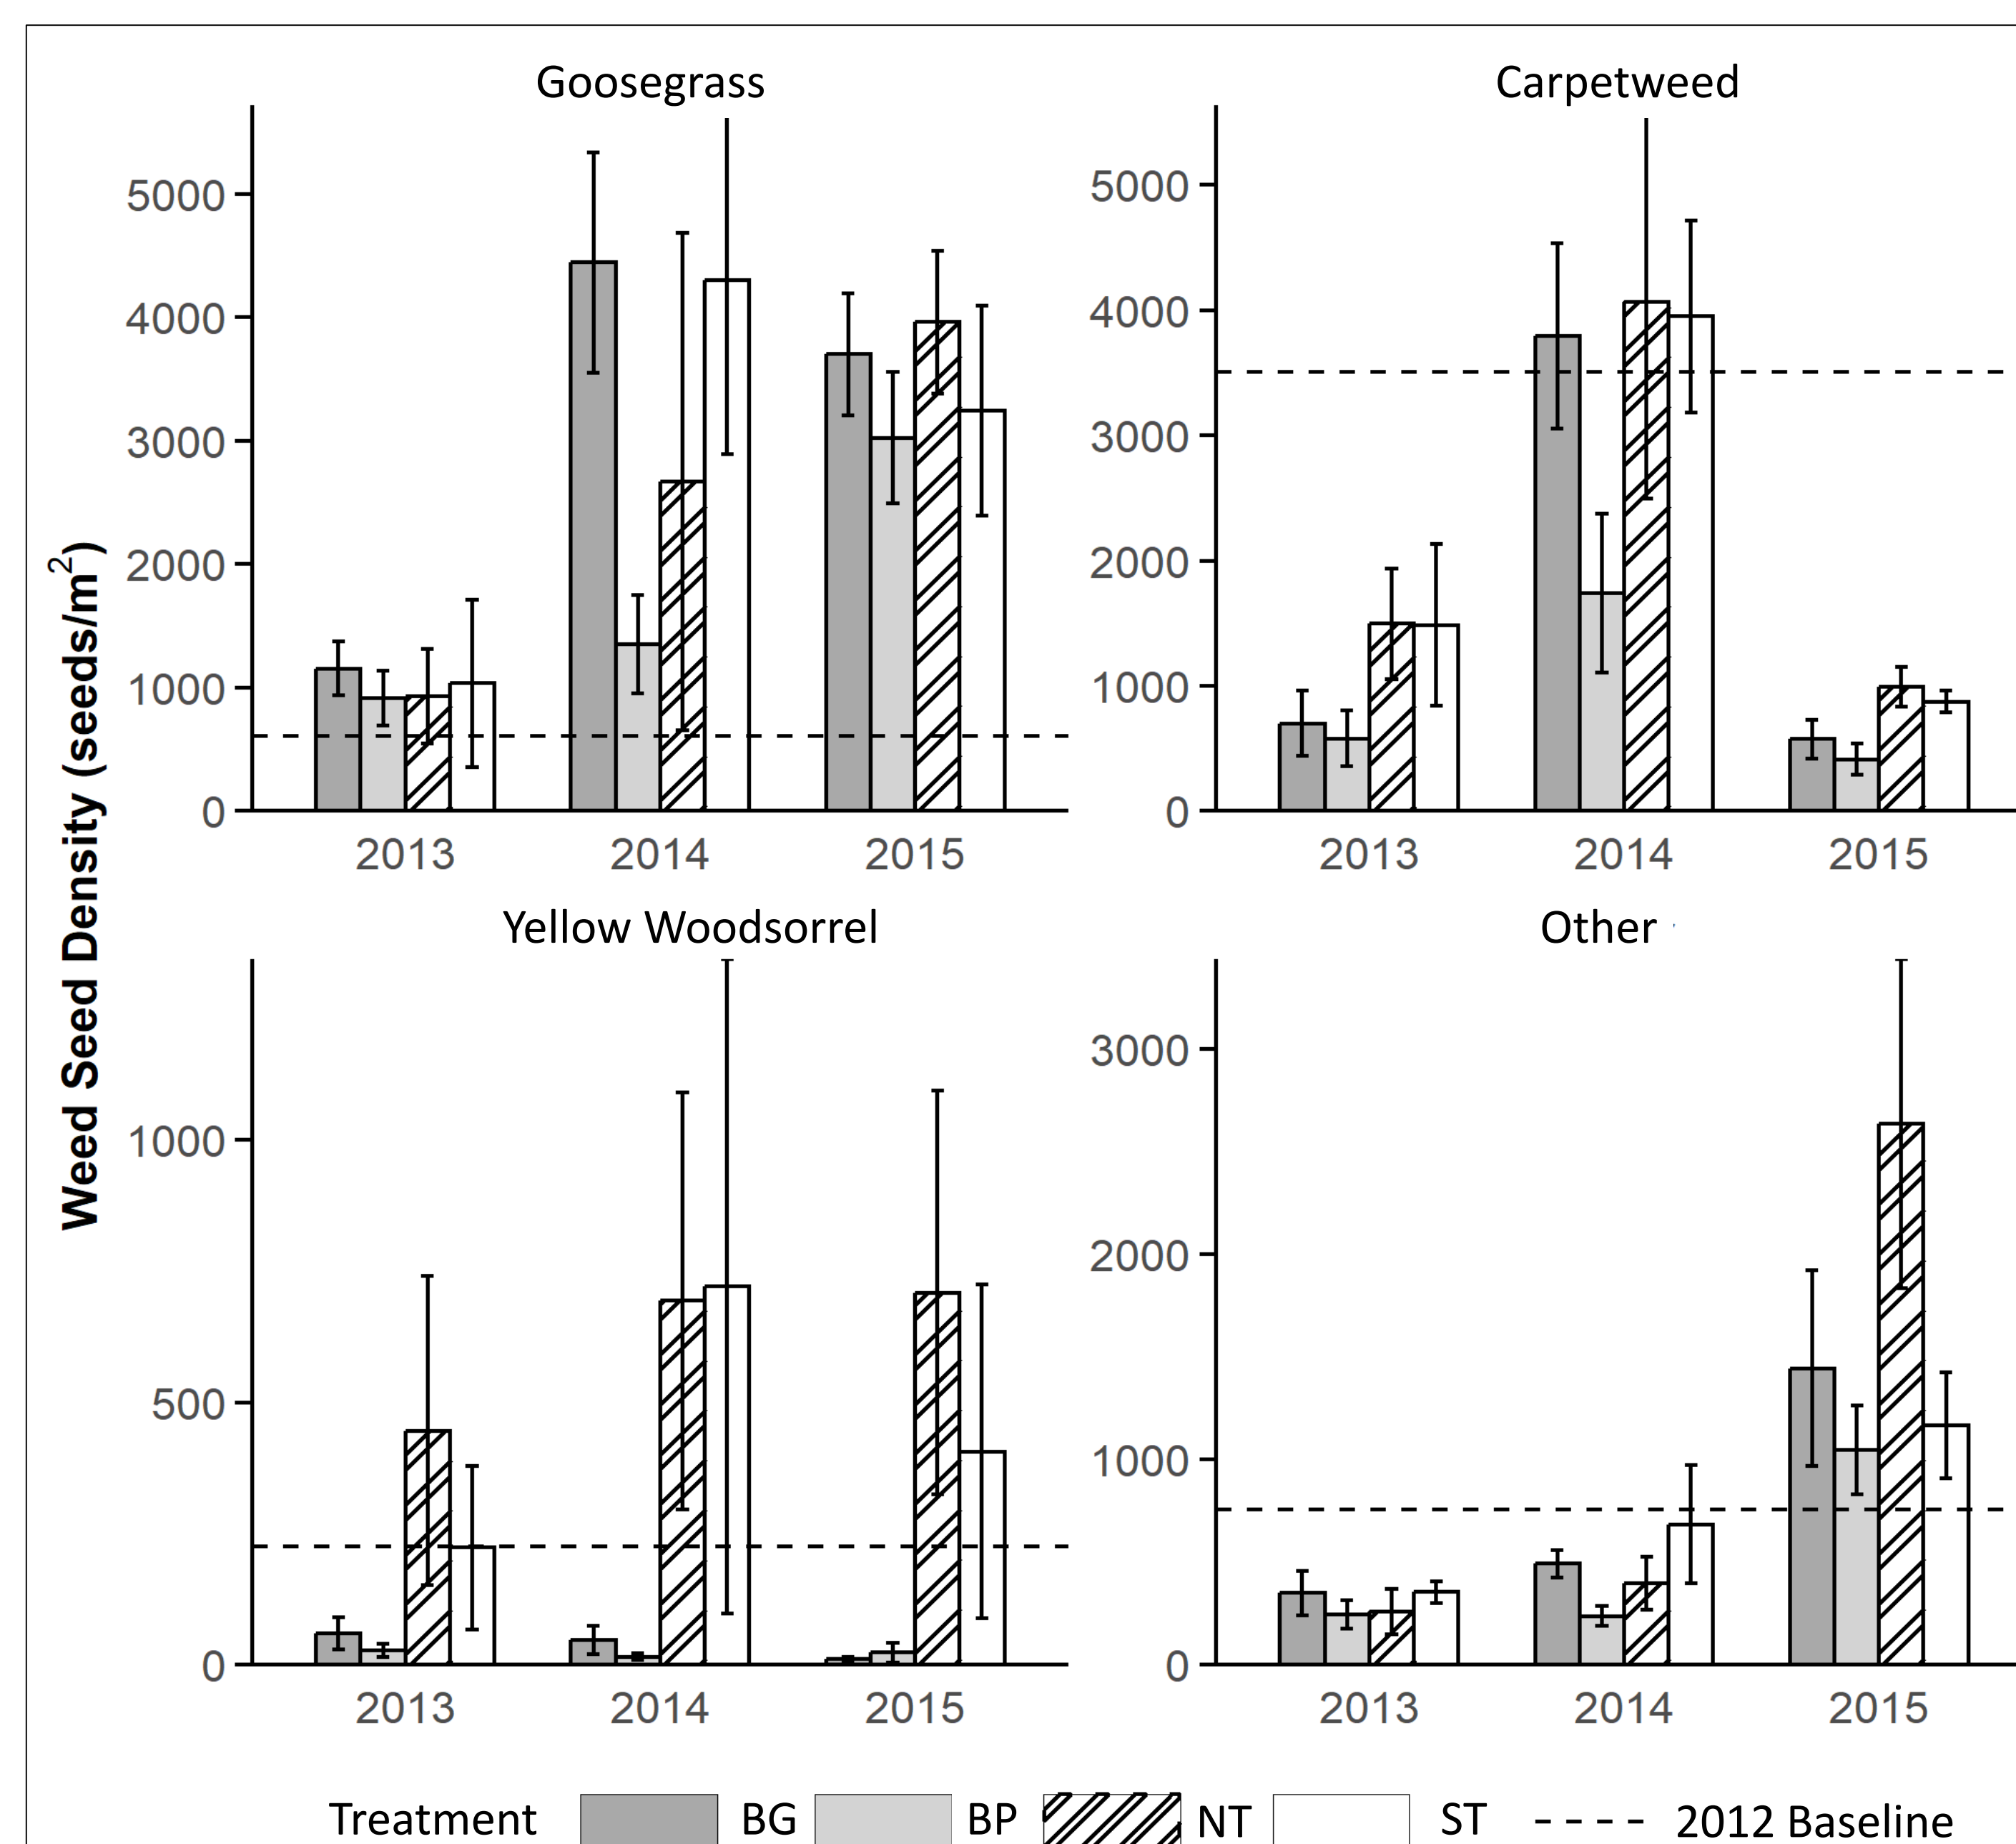 Weed Seed Density (seeds/m²)
Goosegrass
5000
4000
3000
2000
1000
0
2013 2014 2015
Carpetweed
5000
4000
3000
2000
1000
0
2013 2014 2015
Yellow Woodsorrel
1000
500
0
2013 2014 2015
Other
3000
2000
1000
0
2013 2014 2015
Treatment BG BP NT ST 2012 Baseline